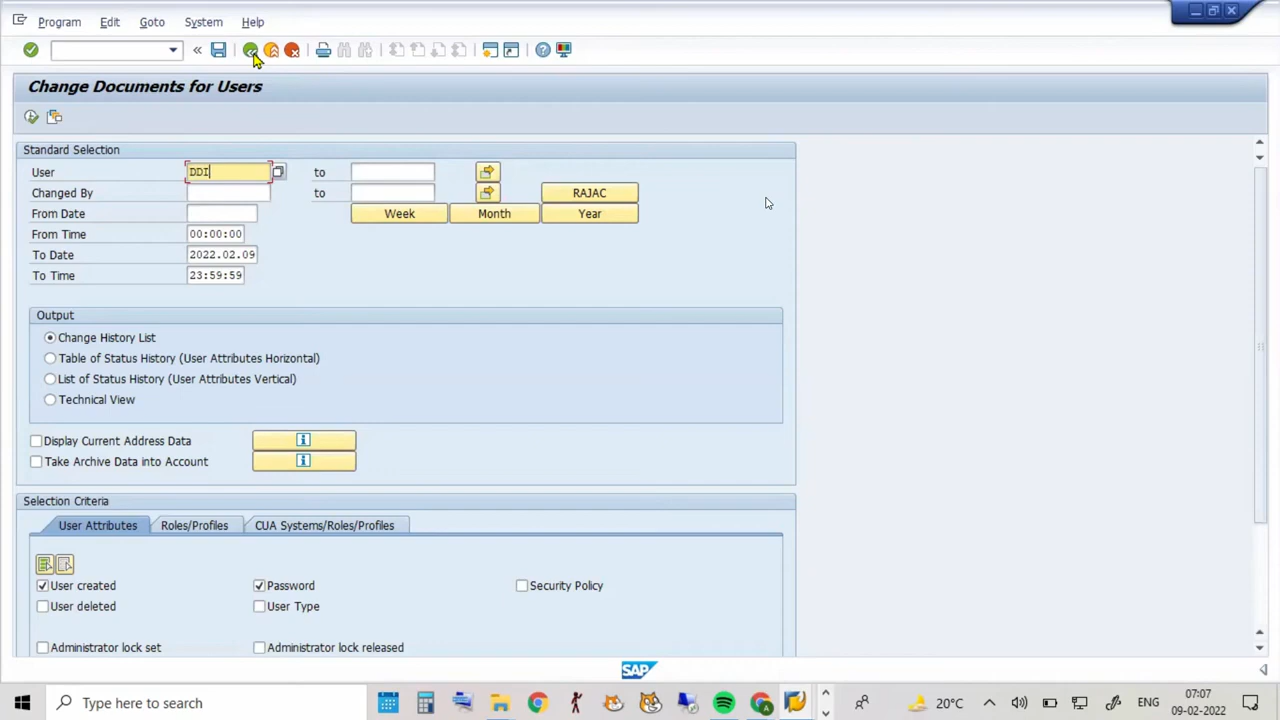 Program Edit Goto System Help
«
Change Documents for Users
Standard Selection
User DDI to
Changed By to RAJAC
From Date Week Month Year
From Time 00:00:00
To Date 2022.02.09
To Time 23:59:59
Output
Change History List
Table of Status History (User Attributes Horizontal)
List of Status History (User Attributes Vertical)
Technical View
Display Current Address Data
Take Archive Data into Account
Selection Criteria
User Attributes Roles/Profiles CUA Systems/Roles/Profiles
User created Password Security Policy
User deleted User Type
Administrator lock set Administrator lock released
SAP
Type here to search 20°C ENG 07:07
09-02-2022